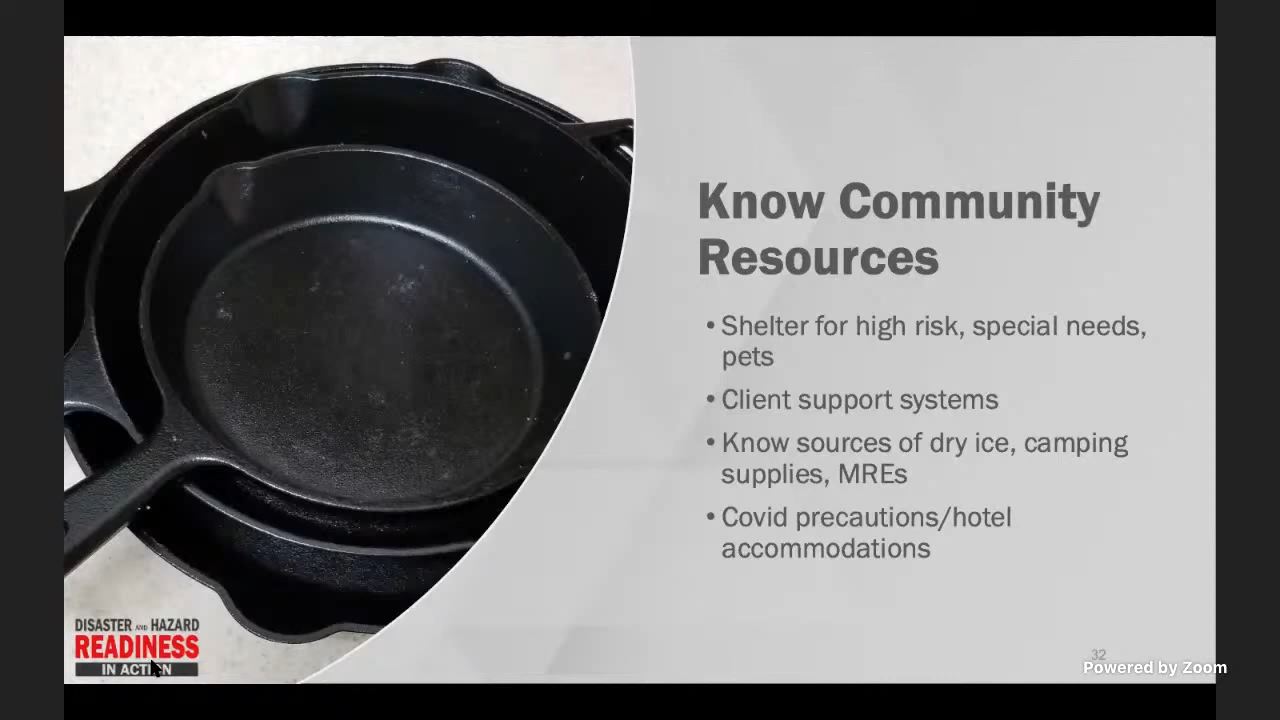 Know Community
Resources
• Shelter for high risk, special needs,
pets
• Client support systems
• Know sources of dry ice, camping
supplies, MREs
• Covid precautions/hotel
accommodations
DISASTER AND HAZARD
READINESS
IN ACTION
32
Powered by Zoom